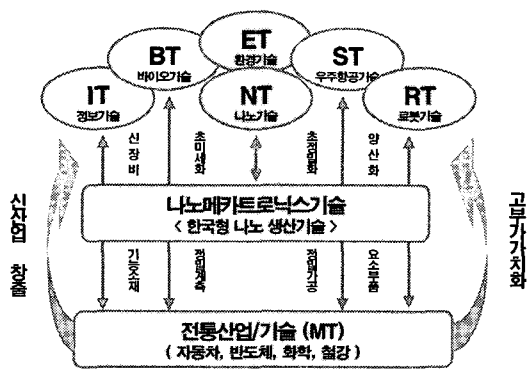 ET
환경기술
BT
바이오기술
ST
우주항공기술
IT
정보기술
NT
나노기술
RT
로봇기술
신장비
초미세화
초정밀화
양산화
나노메카트로닉스기술
< 한국형 나노 생산기술 >
신산업 창출
고부가가치화
기능소재
정밀계측
정밀가공
요소부품
전통산업/기술 (MT)
( 자동차, 반도체, 화학, 철강 )